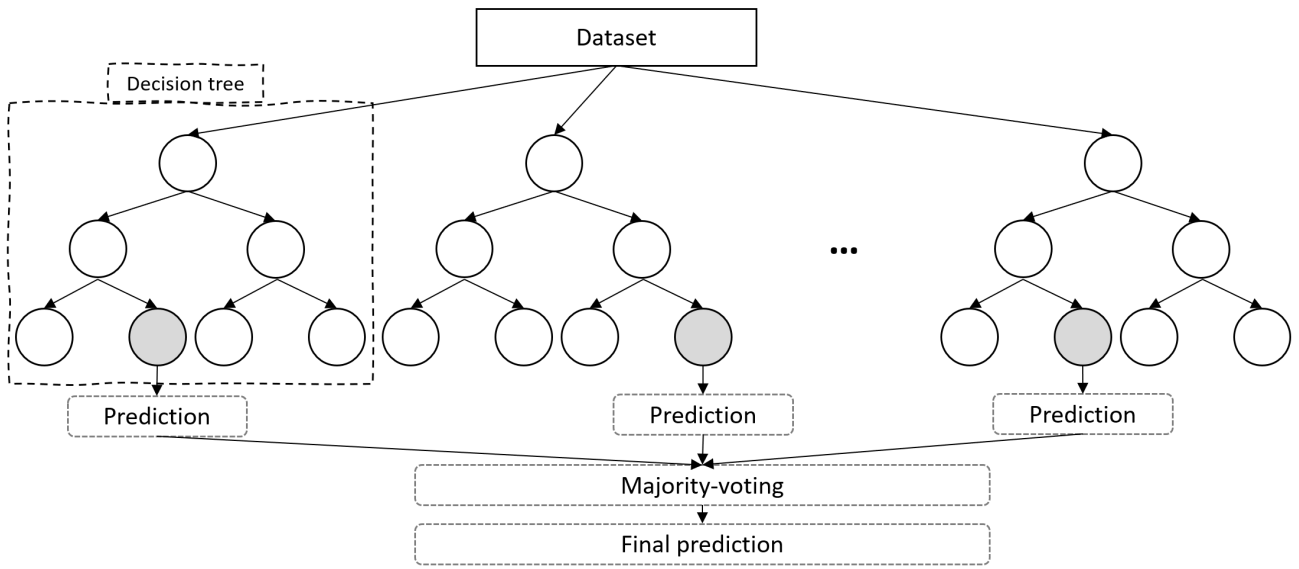 Dataset
Decision tree
...
Prediction
Prediction
Prediction
Majority-voting
Final prediction